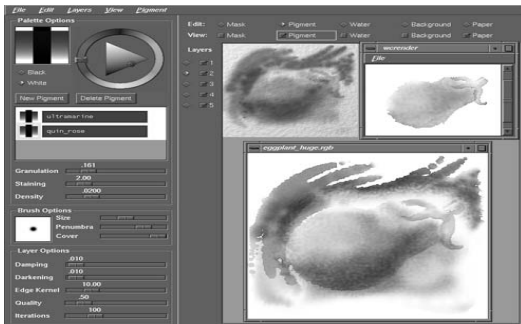 File Edit Layers View Pigment
Palette Options
Black
White
New Pigment Delete Pigment
ultramarine
quin_rose
Granulation .161
Staining 2.00
Density .0200
Brush Options
Size
Penumbra
Cover
Layer Options
Damping .010
Darkening .010
Edge Kernel 10.00
Quality .50
Iterations 100
Edit: Mask Pigment Water Background Paper
View: Mask Pigment Water Background Paper
Layers
1
2
3
4
5
wcrender
File
eggplant_huge.rgb